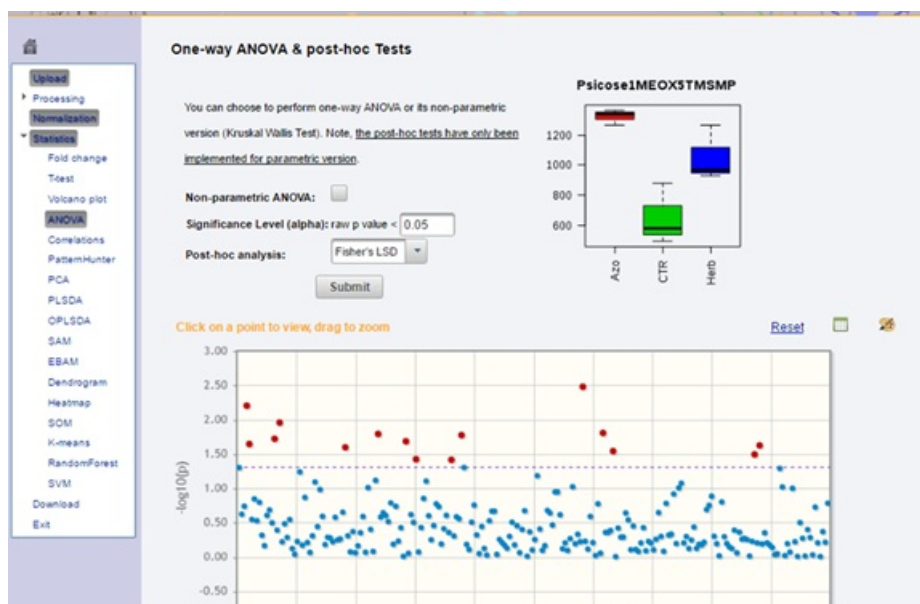 One-way ANOVA & post-hoc Tests
Upload
Processing
Normalization
Statistics
Fold change
T-test
Volcano plot
ANOVA
Correlations
PatternHunter
PCA
PLSDA
OPLSDA
SAM
EBAM
Dendrogram
Heatmap
SOM
K-means
RandomForest
SVM
Download
Exit
You can choose to perform one-way ANOVA or its non-parametric
version (Kruskal Wallis Test). Note, the post-hoc tests have only been
implemented for parametric version.
Non-parametric ANOVA:
Significance Level (alpha): raw p value < 0.05
Post-hoc analysis: Fisher's LSD
Submit
Psicose1MEOX5TMSMP
1200
1000
800
600
Azo
CTR
Herb
Click on a point to view, drag to zoom
Reset
3.00
2.50
2.00
1.50
1.00
0.50
0.00
-0.50
-log10(p)